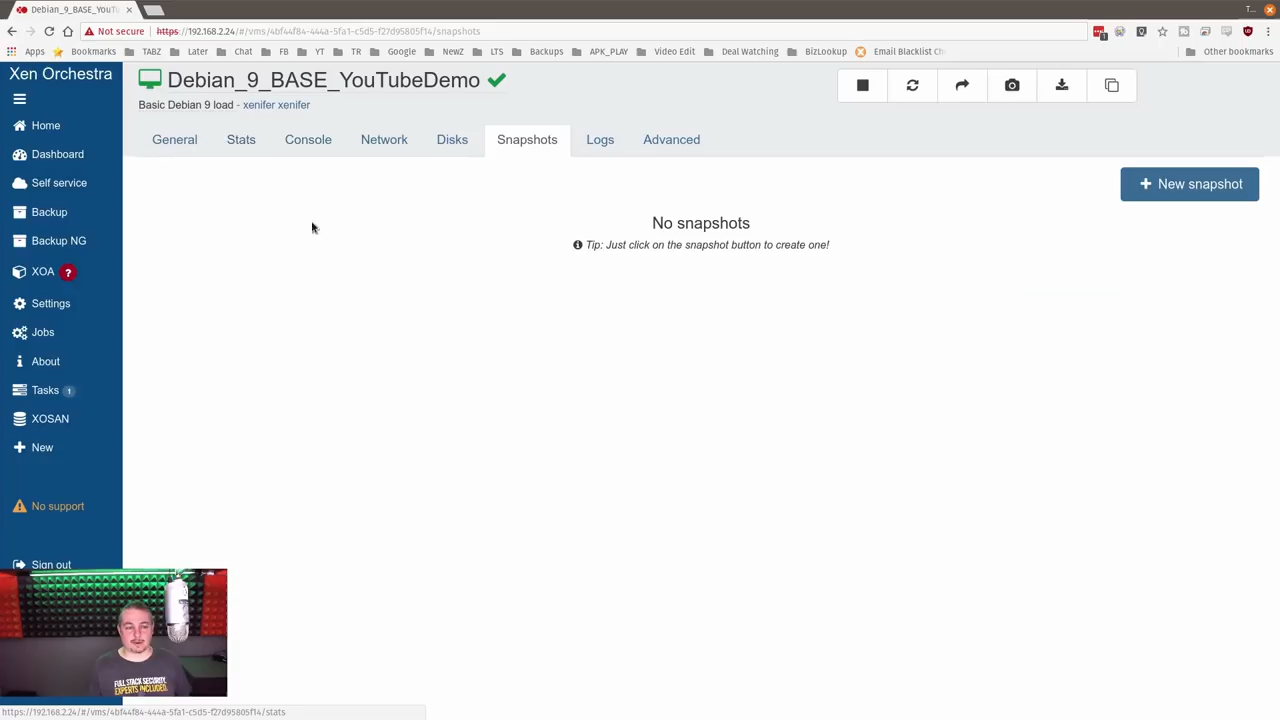 Debian_9_BASE_YouTu
T...
Not secure
https://192.168.2.24/#/vms/4bf44f84-444a-5fa1-c5d5-f27d95805f14/snapshots
Apps Bookmarks TABZ Later Chat FB YT TR Google NewZ LTS Backups APK_PLAY Video Edit Deal Watching BizLookup Email Blacklist Ch Other bookmarks
Xen Orchestra
Debian_9_BASE_YouTubeDemo
Basic Debian 9 load - xenifer xenifer
General Stats Console Network Disks Snapshots Logs Advanced
New snapshot
No snapshots
Tip: Just click on the snapshot button to create one!
Home
Dashboard
Self service
Backup
Backup NG
XOA ?
Settings
Jobs
About
Tasks 1
XOSAN
New
No support
Sign out
FULL STACK SECURITY.
EXPERTS INCLUDED.
https://192.168.2.24/#/vms/4bf44f84-444a-5fa1-c5d5-f27d95805f14/stats